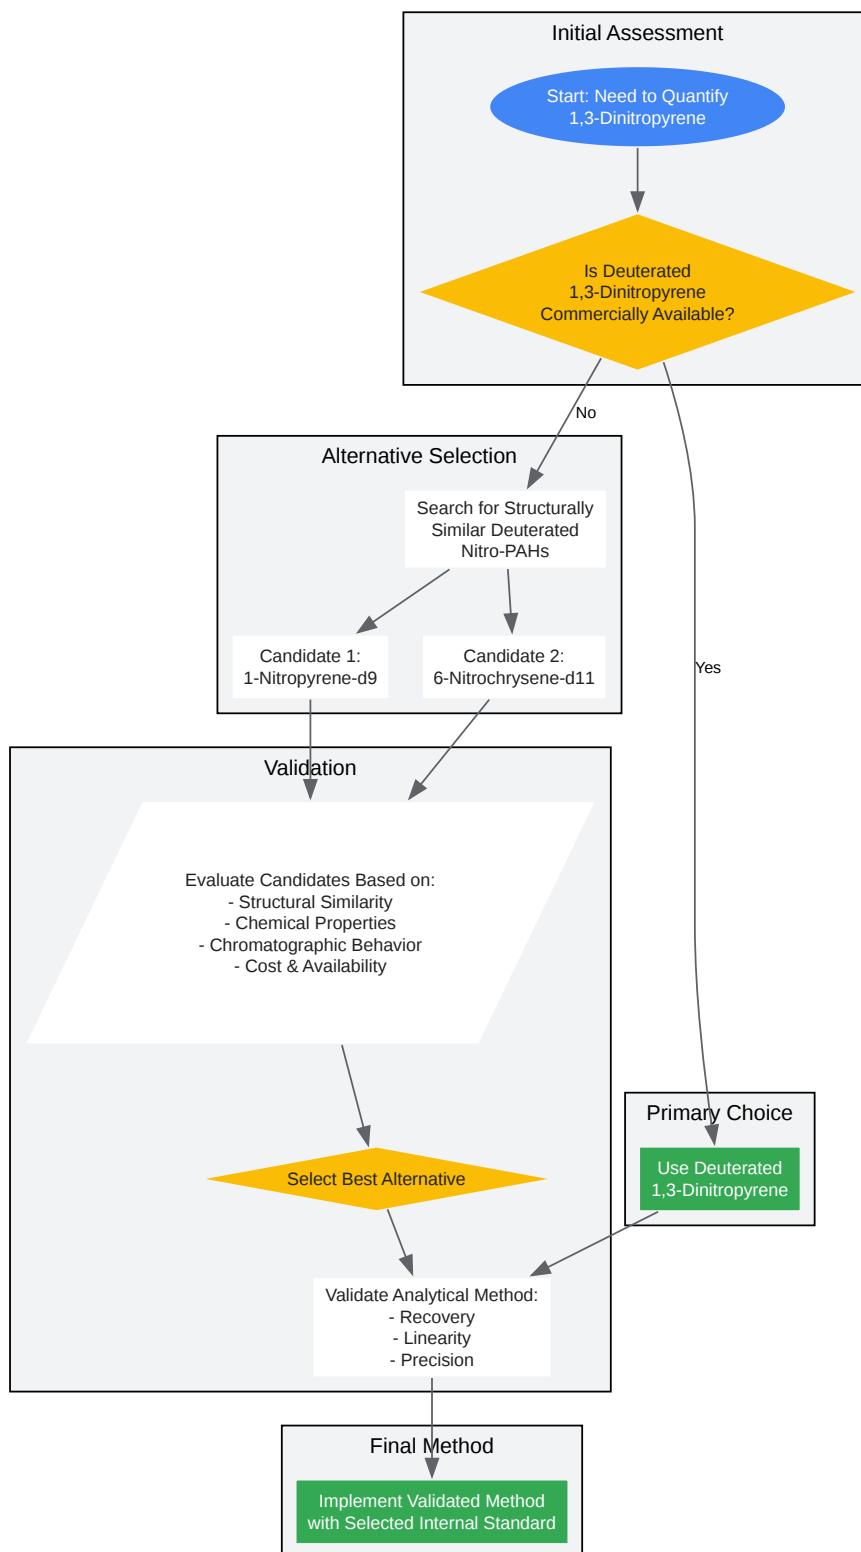 Initial Assessment
Start: Need to Quantify
1,3-Dinitropyrene
Is Deuterated
1,3-Dinitropyrene
Commercially Available?
No
Yes
Alternative Selection
Search for Structurally
Similar Deuterated
Nitro-PAHs
Candidate 1:
1-Nitropyrene-d9
Candidate 2:
6-Nitrochrysene-d11
Validation
Evaluate Candidates Based on:
- Structural Similarity
- Chemical Properties
- Chromatographic Behavior
- Cost & Availability
Select Best Alternative
Primary Choice
Use Deuterated
1,3-Dinitropyrene
Validate Analytical Method:
- Recovery
- Linearity
- Precision
Final Method
Implement Validated Method
with Selected Internal Standard